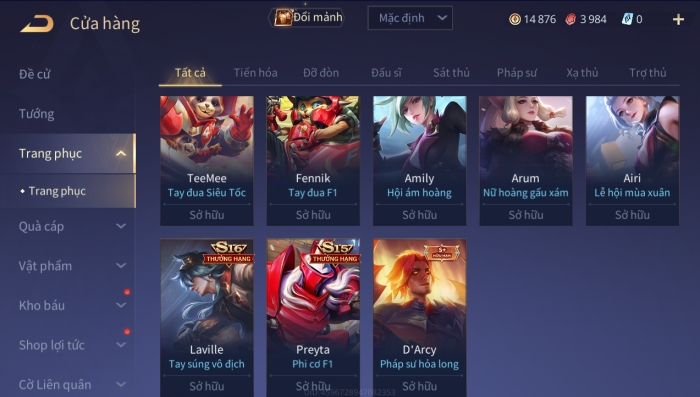 Cửa hàng
Đổi mảnh
Mặc định
14 876
3 984
0
Đề cử
Tướng
Trang phục
Trang phục
Quà cáp
Vật phẩm
Kho báu
Shop lợi tức
Cờ Liên quân
Tất cả
Tiến hóa
Đỡ đòn
Đấu sĩ
Sát thủ
Pháp sư
Xạ thủ
Trợ thủ
TeeMee
Tay đua Siêu Tốc
Sở hữu
Fennik
Tay đua F1
Sở hữu
Amily
Hội ám hoàng
Sở hữu
Arum
Nữ hoàng gấu xám
Sở hữu
Airi
Lễ hội mùa xuân
Sở hữu
S16
THƯỞNG HẠNG
Laville
Tay súng vô địch
Sở hữu
S15
THƯỞNG HẠNG
Preyta
Phi cơ F1
Sở hữu
S+
HỮU HẠN
D'Arcy
Pháp sư hỏa long
Sở hữu